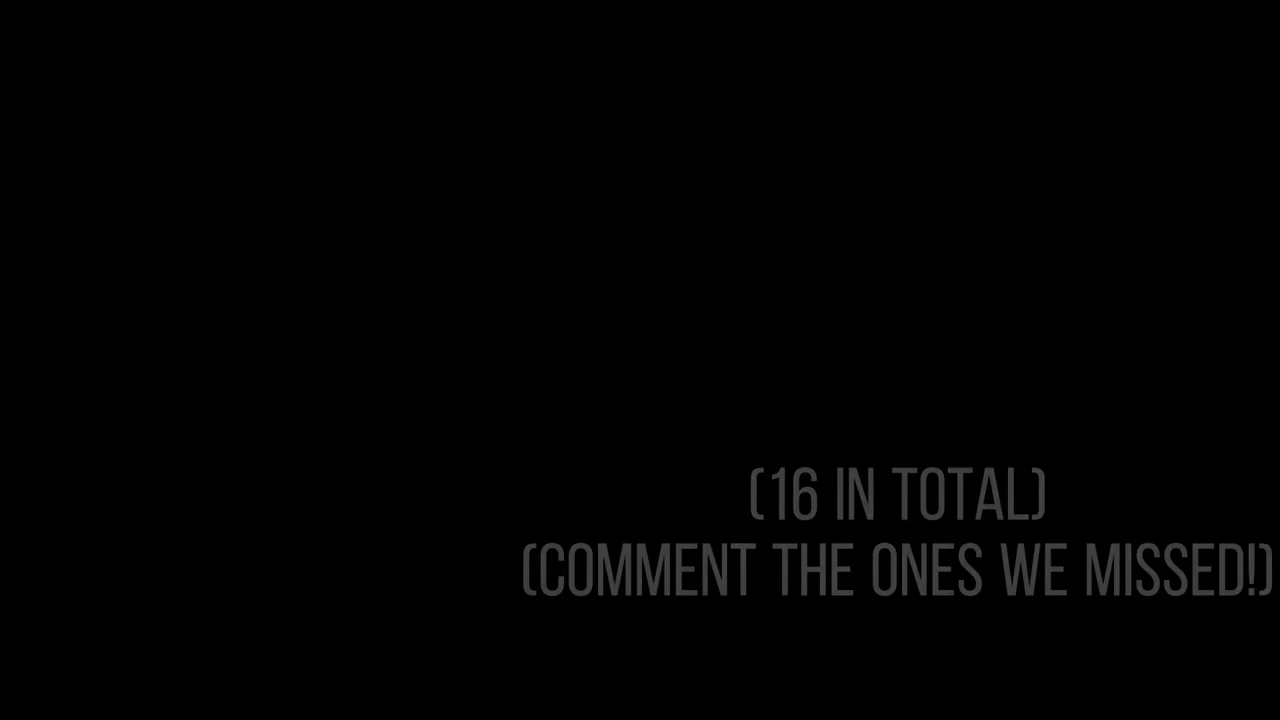 (16 IN TOTAL)
(COMMENT THE ONES WE MISSED!)